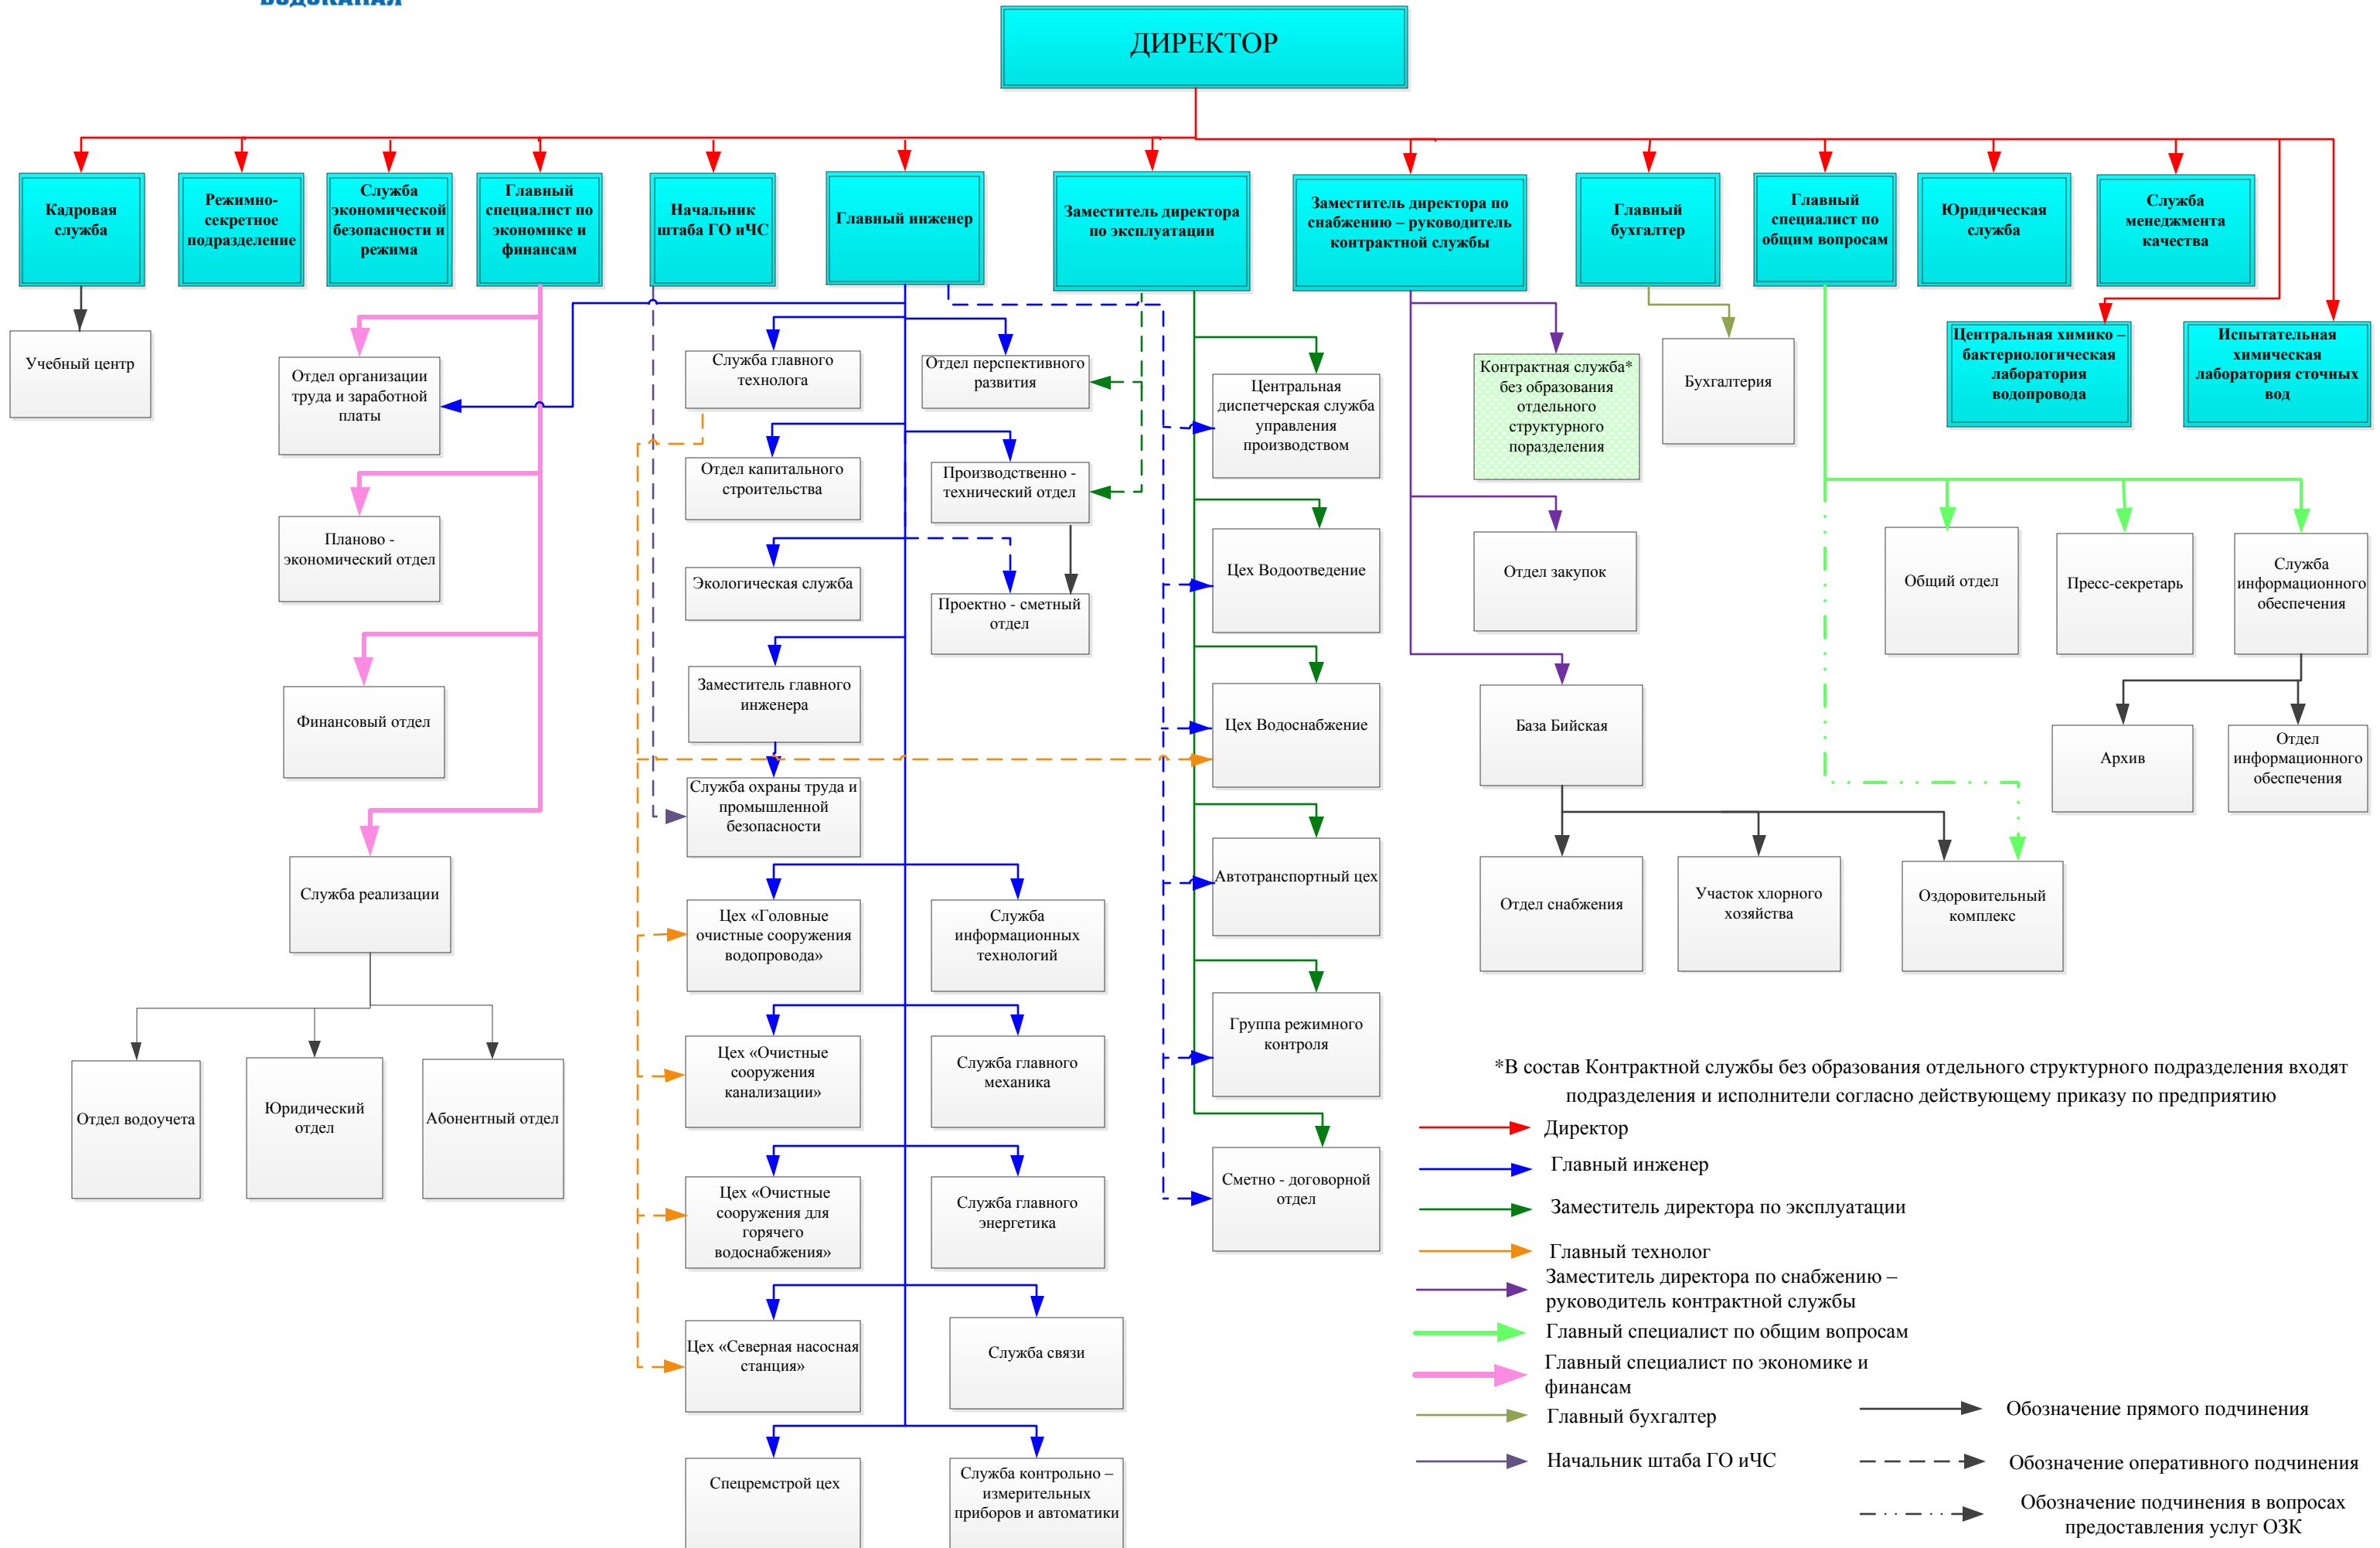 ВОДОКАНАЛ
ДИРЕКТОР
Кадровая
служба
Режимно-
секретное
подразделение
Служба
экономической
безопасности и
режима
Главный
специалист по
экономике и
финансам
Начальник
штаба ГО иЧС
Главный инженер
Заместитель директора
по эксплуатации
Заместитель директора по
снабжению – руководитель
контрактной службы
Главный
бухгалтер
Главный
специалист по
общим вопросам
Юридическая
служба
Служба
менеджмента
качества
Центральная химико –
бактериологическая
лаборатория
водопровода
Испытательная
химическая
лаборатория сточных
вод
Учебный центр
Отдел организации
труда и заработной
платы
Планово -
экономический отдел
Финансовый отдел
Служба реализации
Отдел водоучета
Юридический
отдел
Абонентный отдел
Служба главного
технолога
Отдел перспективного
развития
Отдел капитального
строительства
Производственно -
технический отдел
Экологическая служба
Проектно - сметный
отдел
Заместитель главного
инженера
Служба охраны труда и
промышленной
безопасности
Цех «Головные
очистные сооружения
водопровода»
Служба
информационных
технологий
Цех «Очистные
сооружения
канализации»
Служба главного
механика
Цех «Очистные
сооружения для
горячего
водоснабжения»
Служба главного
энергетика
Цех «Северная насосная
станция»
Служба связи
Спецремстрой цех
Служба контрольно –
измерительных
приборов и автоматики
Центральная
диспетчерская служба
управления
производством
Цех Водоотведение
Цех Водоснабжение
Автотранспортный цех
Группа режимного
контроля
Сметно - договорной
отдел
Контрактная служба*
без образования
отдельного
структурного
поразделения
Отдел закупок
База Бийская
Отдел снабжения
Участок хлорного
хозяйства
Оздоровительный
комплекс
Бухгалтерия
Общий отдел
Пресс-секретарь
Служба
информационного
обеспечения
Архив
Отдел
информационного
обеспечения
*В состав Контрактной службы без образования отдельного структурного подразделения входят
подразделения и исполнители согласно действующему приказу по предприятию
Директор
Главный инженер
Заместитель директора по эксплуатации
Главный технолог
Заместитель директора по снабжению –
руководитель контрактной службы
Главный специалист по общим вопросам
Главный специалист по экономике и
финансам
Главный бухгалтер
Начальник штаба ГО иЧС
Обозначение прямого подчинения
Обозначение оперативного подчинения
Обозначение подчинения в вопросах
предоставления услуг ОЗК